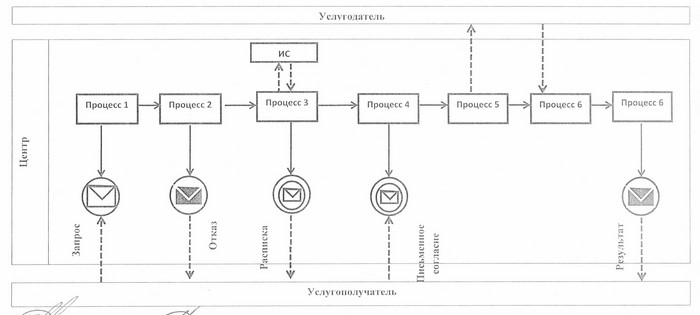 Услугодатель
ИС
Процесс 1
Процесс 2
Процесс 3
Процесс 4
Процесс 5
Процесс 6
Процесс 6
Центр
Запрос
Отказ
Расписка
Письменное
согласие
Результат
Услугополучатель